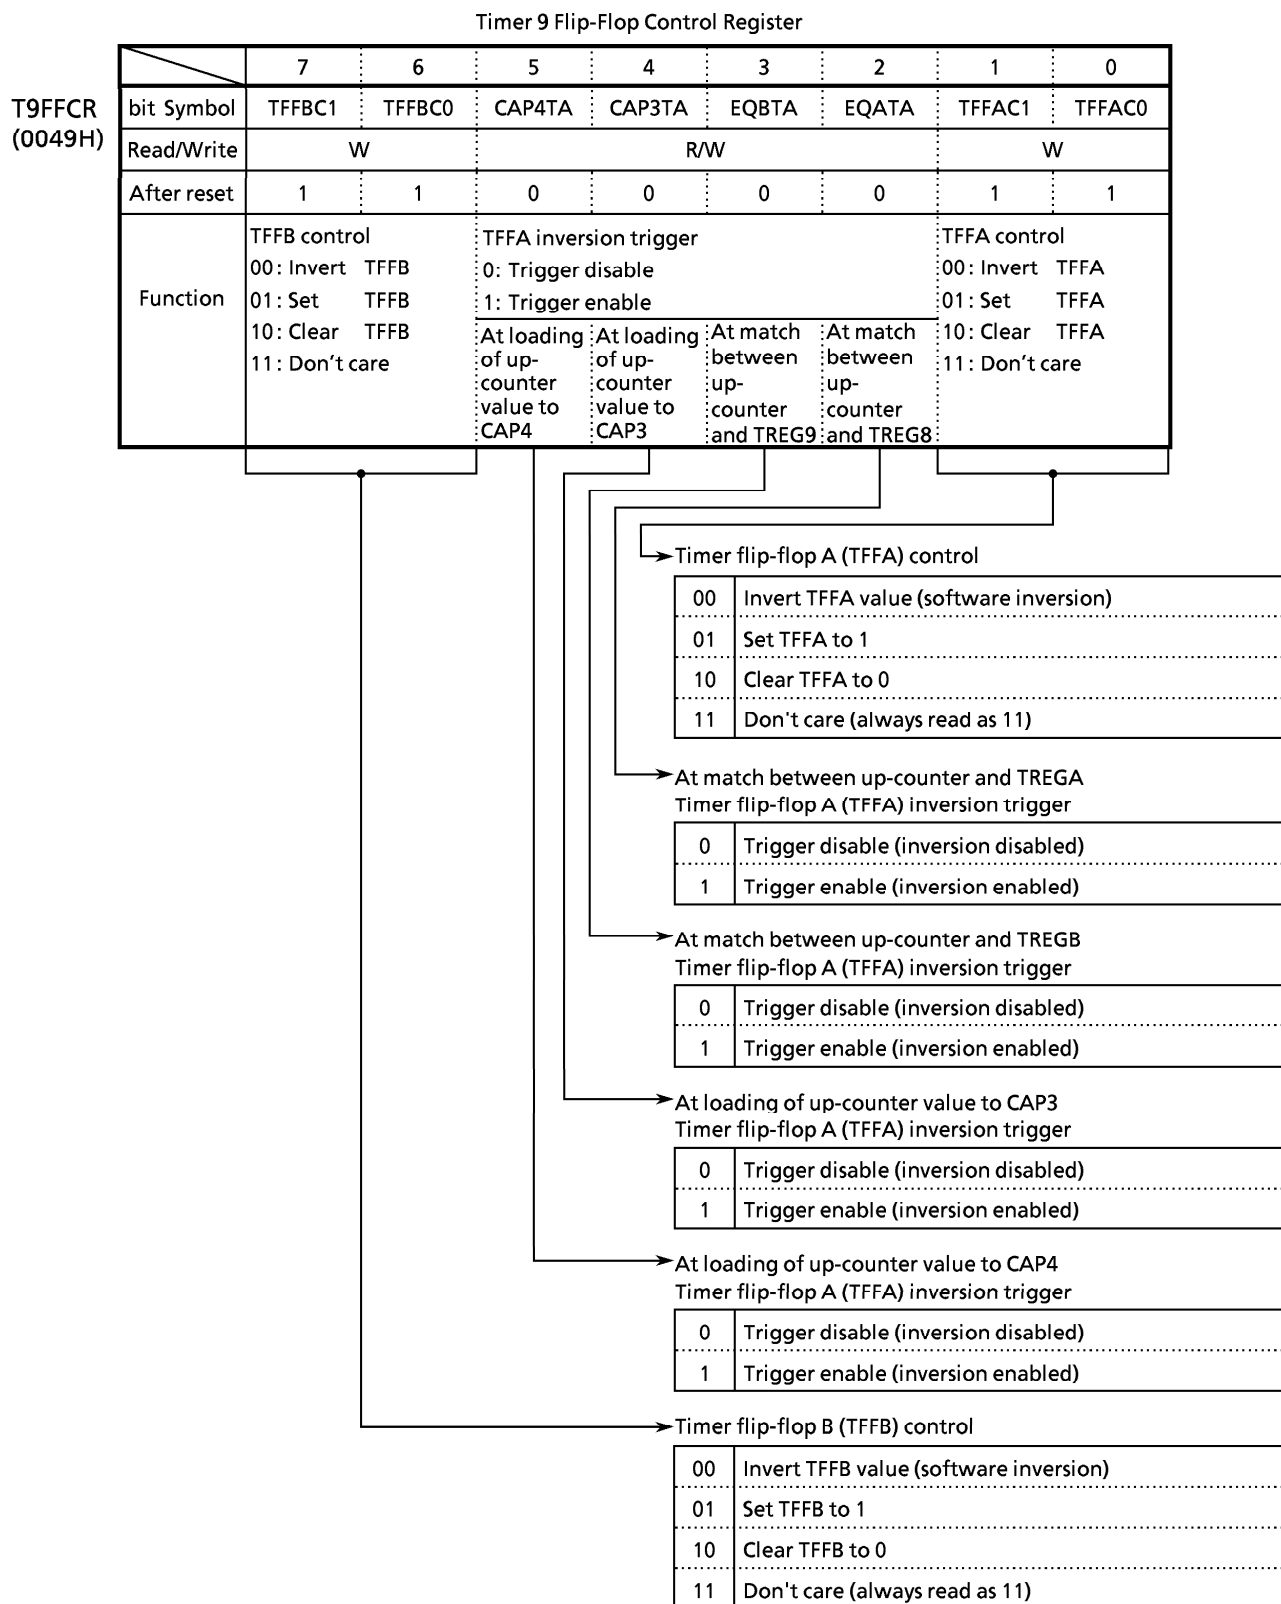 Timer 9 Flip-Flop Control Register
7 6 5 4 3 2 1 0
T9FFCR
(0049H)
bit Symbol TFFBC1 TFFBC0 CAP4TA CAP3TA EQBTA EQATA TFFAC1 TFFAC0
Read/Write W R/W W
After reset 1 1 0 0 0 0 1 1
Function
TFFB control
00: Invert TFFB
01: Set TFFB
10: Clear TFFB
11: Don't care
TFFA inversion trigger
0: Trigger disable
1: Trigger enable
At loading
of up-
counter
value to
CAP4
At loading
of up-
counter
value to
CAP3
At match
between
up-
counter
and TREG9
At match
between
up-
counter
and TREG8
TFFA control
00: Invert TFFA
01: Set TFFA
10: Clear TFFA
11: Don't care
Timer flip-flop A (TFFA) control
00 Invert TFFA value (software inversion)
01 Set TFFA to 1
10 Clear TFFA to 0
11 Don't care (always read as 11)
At match between up-counter and TREGA
Timer flip-flop A (TFFA) inversion trigger
0 Trigger disable (inversion disabled)
1 Trigger enable (inversion enabled)
At match between up-counter and TREGB
Timer flip-flop A (TFFA) inversion trigger
0 Trigger disable (inversion disabled)
1 Trigger enable (inversion enabled)
At loading of up-counter value to CAP3
Timer flip-flop A (TFFA) inversion trigger
0 Trigger disable (inversion disabled)
1 Trigger enable (inversion enabled)
At loading of up-counter value to CAP4
Timer flip-flop A (TFFA) inversion trigger
0 Trigger disable (inversion disabled)
1 Trigger enable (inversion enabled)
Timer flip-flop B (TFFB) control
00 Invert TFFB value (software inversion)
01 Set TFFB to 1
10 Clear TFFB to 0
11 Don't care (always read as 11)